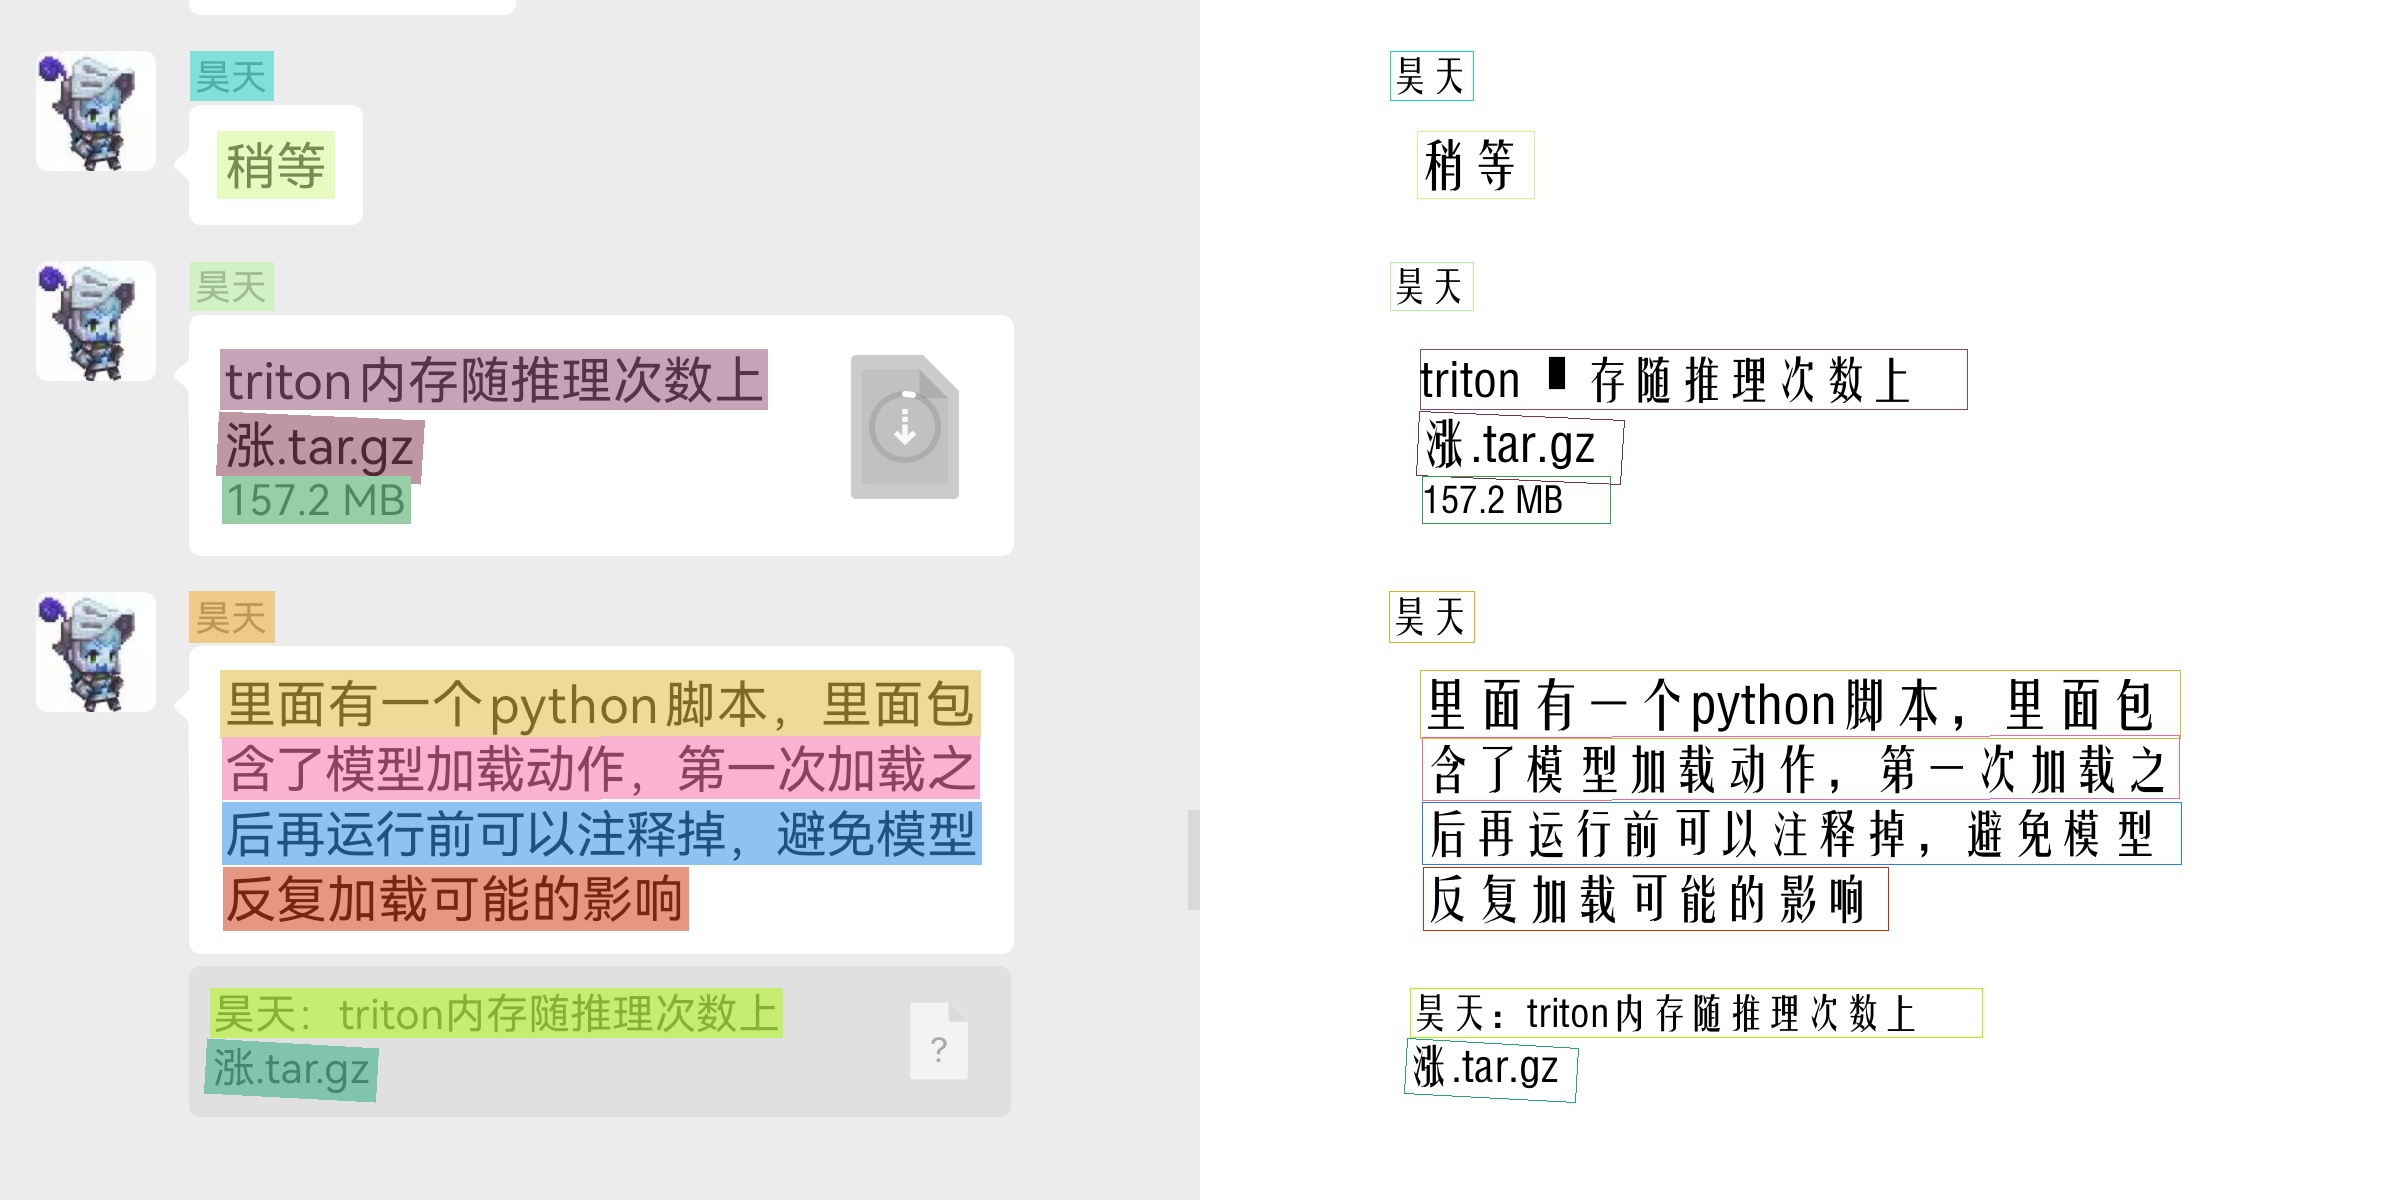 昊天
稍等
昊天
triton内存随推理次数上
涨.tar.gz
157.2 MB
昊天
里面有一个python脚本，里面包
含了模型加载动作，第一次加载之
后再运行前可以注释掉，避免模型
反复加载可能的影响
昊天：triton内存随推理次数上
涨.tar.gz
?
昊天
稍等
昊天
triton ▮ 存随推理次数上
涨.tar.gz
157.2 MB
昊天
里面有一个python脚本，里面包
含了模型加载动作，第一次加载之
后再运行前可以注释掉，避免模型
反复加载可能的影响
昊天：triton内存随推理次数上
涨.tar.gz